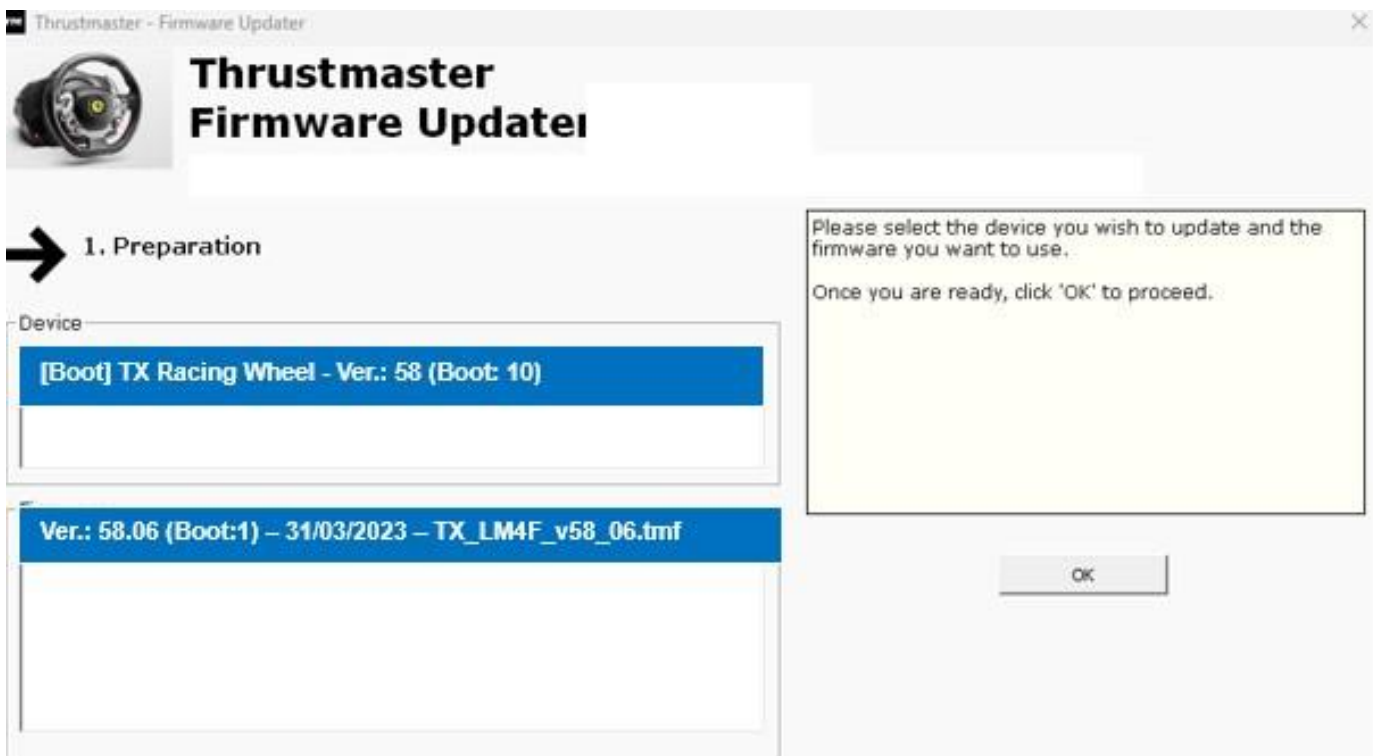 Thrustmaster - Firmware Updater
Thrustmaster
Firmware Updater
1. Preparation
Please select the device you wish to update and the
firmware you want to use.
Once you are ready, click 'OK' to proceed.
Device
[Boot] TX Racing Wheel - Ver.: 58 (Boot: 10)
Ver.: 58.06 (Boot:1) – 31/03/2023 – TX_LM4F_v58_06.tmf
OK